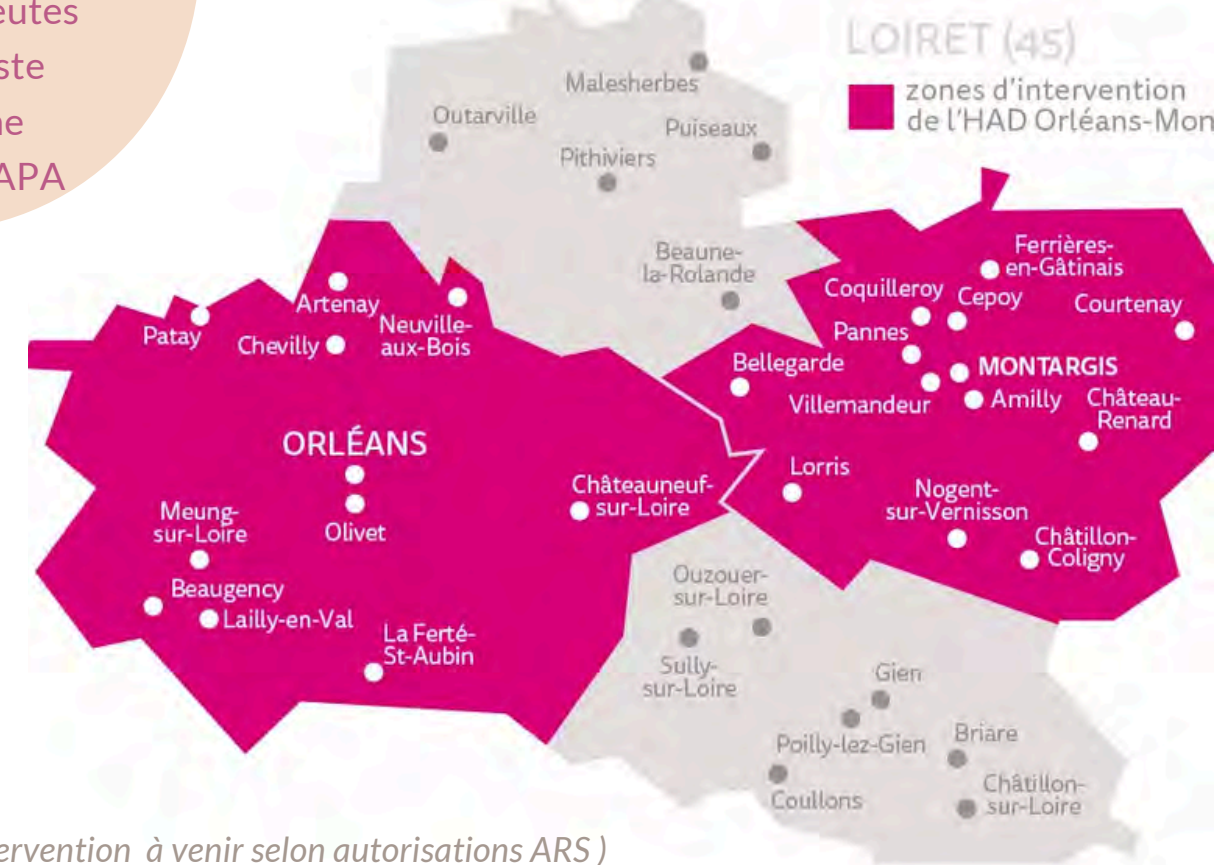 eutes
ste
ne
APA
LOIRET (45)
zones d'intervention
de l'HAD Orléans-Mon
Malesherbes
Outarville
Puiseaux
Pithiviers
Beaune-
la-Rolande
Ferrières-
en-Gâtinais
Coquilleroy
Cepoy
Courtenay
Pannes
Artenay
Neuville-
aux-Bois
Patay
Chevilly
Bellegarde
MONTARGIS
Villemandeur
Amilly
Château-
Renard
ORLÉANS
Olivet
Châteauneuf-
sur-Loire
Lorris
Nogent-
sur-Vernisson
Châtillon-
Coligny
Meung-
sur-Loire
Beaugency
Lailly-en-Val
La Ferté-
St-Aubin
Ouzouer-
sur-Loire
Sully-
sur-Loire
Gien
Poilly-lez-Gien
Briare
Coullons
Châtillon-
sur-Loire
ervention à venir selon autorisations ARS )